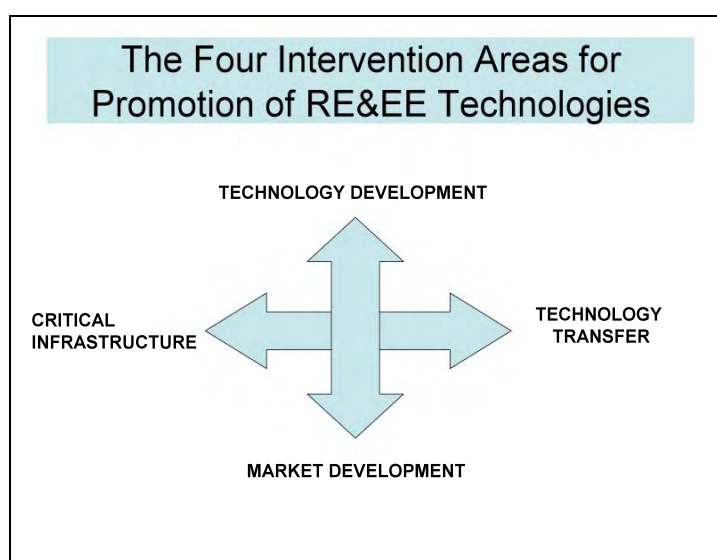 The Four Intervention Areas for
Promotion of RE&EE Technologies
TECHNOLOGY DEVELOPMENT
CRITICAL
INFRASTRUCTURE
TECHNOLOGY
TRANSFER
MARKET DEVELOPMENT